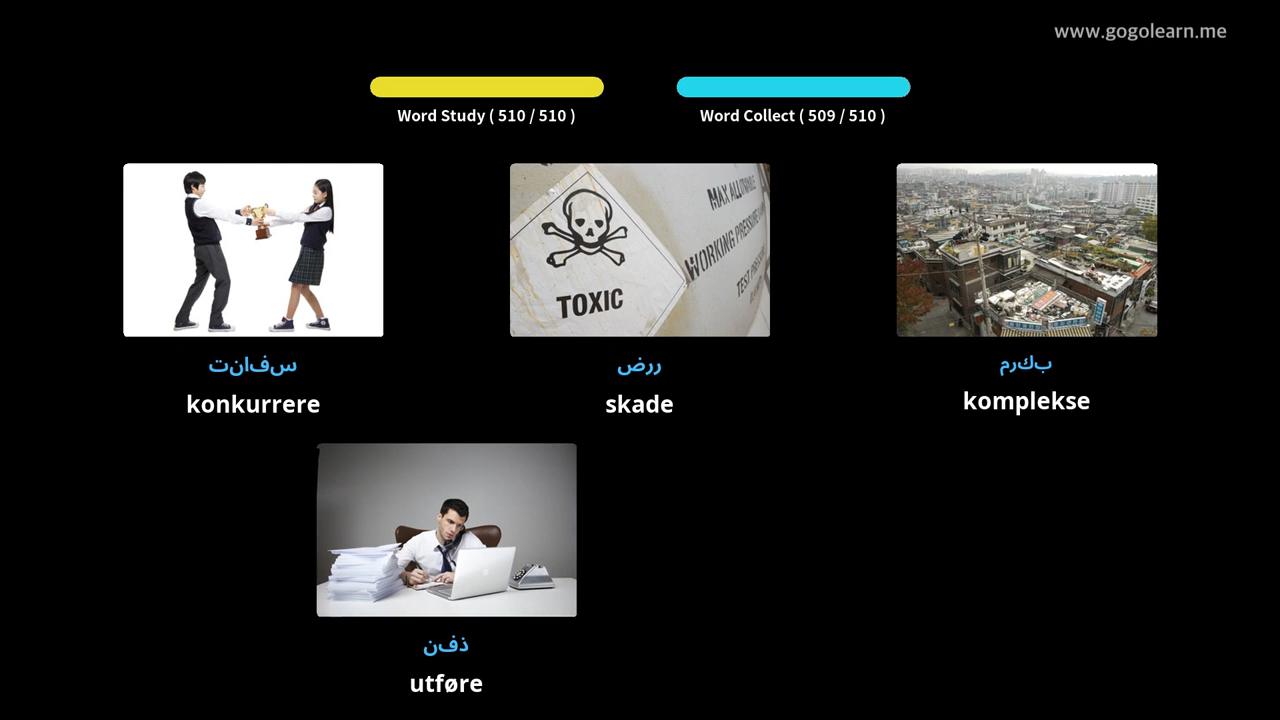 www.gogolearn.me
Word Study ( 510 / 510 )
Word Collect ( 509 / 510 )
MAX ALLOWABLE
WORKING PRESSURE
TEST
TOXIC
سفانت
konkurrere
ررض
skade
بكرم
komplekse
ذفن
utføre